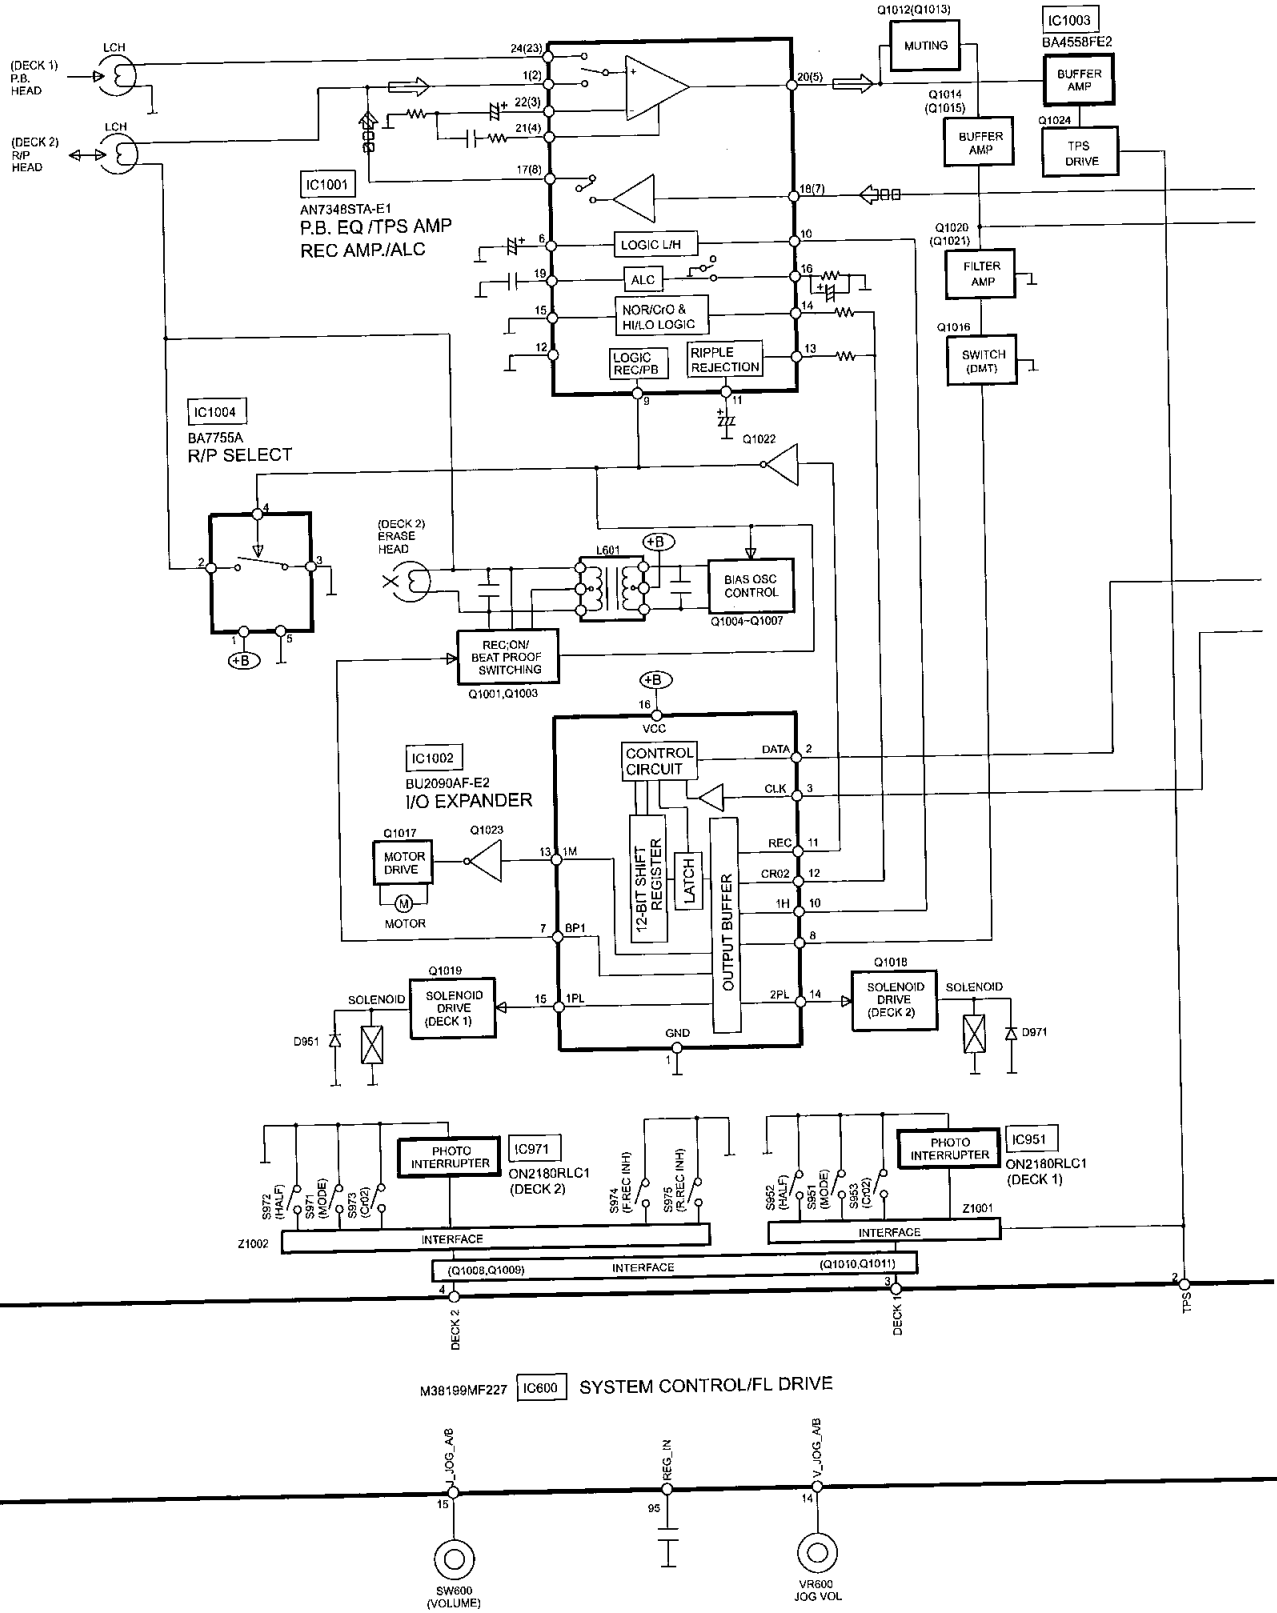 Q1012(Q1013)
IC1003
BA4558FE2
MUTING
BUFFER
AMP
LCH
(DECK 1)
P.B.
HEAD
24(23)
1(2)
22(3)
21(4)
17(8)
+
−
20(5)
Q1014
(Q1015)
BUFFER
AMP
Q1024
TPS
DRIVE
LCH
(DECK 2)
R/P
HEAD
IC1001
AN7348STA-E1
P.B. EQ /TPS AMP
REC AMP./ALC
18(7)
6
LOGIC L/H
10
19
ALC
16
15
NOR/CrO &
HI/LO LOGIC
14
12
LOGIC
REC/PB
RIPPLE
REJECTION
13
9
11
Q1020
(Q1021)
FILTER
AMP
Q1016
SWITCH
(DMT)
IC1004
BA7755A
R/P SELECT
Q1022
4
2
3
1
5
+B
(DECK 2)
ERASE
HEAD
L601
+B
BIAS OSC
CONTROL
Q1004~Q1007
REC;ON/
BEAT PROOF
SWITCHING
Q1001,Q1003
+B
16
VCC
IC1002
BU2090AF-E2
I/O EXPANDER
CONTROL
CIRCUIT
DATA
2
CLK
3
12-BIT SHIFT
REGISTER
LATCH
OUTPUT BUFFER
REC
11
CR02
12
1H
10
8
Q1017
MOTOR
DRIVE
Q1023
M
MOTOR
13
1M
7
BP1
Q1019
SOLENOID
DRIVE
(DECK 1)
SOLENOID
D951
15
1PL
2PL
14
GND
1
Q1018
SOLENOID
DRIVE
(DECK 2)
SOLENOID
D971
PHOTO
INTERRUPTER
IC971
ON2180RLC1
(DECK 2)
S972
(HALF)
S971
(MODE)
S973
(Cr02)
S974
(F.REC INH)
S975
(R.REC INH)
PHOTO
INTERRUPTER
IC951
ON2180RLC1
(DECK 1)
S952
(HALF)
S951
(MODE)
S953
(Cr02)
Z1001
Z1002
INTERFACE
INTERFACE
(Q1008,Q1009)
INTERFACE
(Q1010,Q1011)
4
DECK 2
3
DECK 1
2
TPS
M38199MF227
IC600
SYSTEM CONTROL/FL DRIVE
J_JOG_A/B
REG_IN
V_JOG_A/B
15
95
14
SW600
(VOLUME)
VR600
JOG VOL